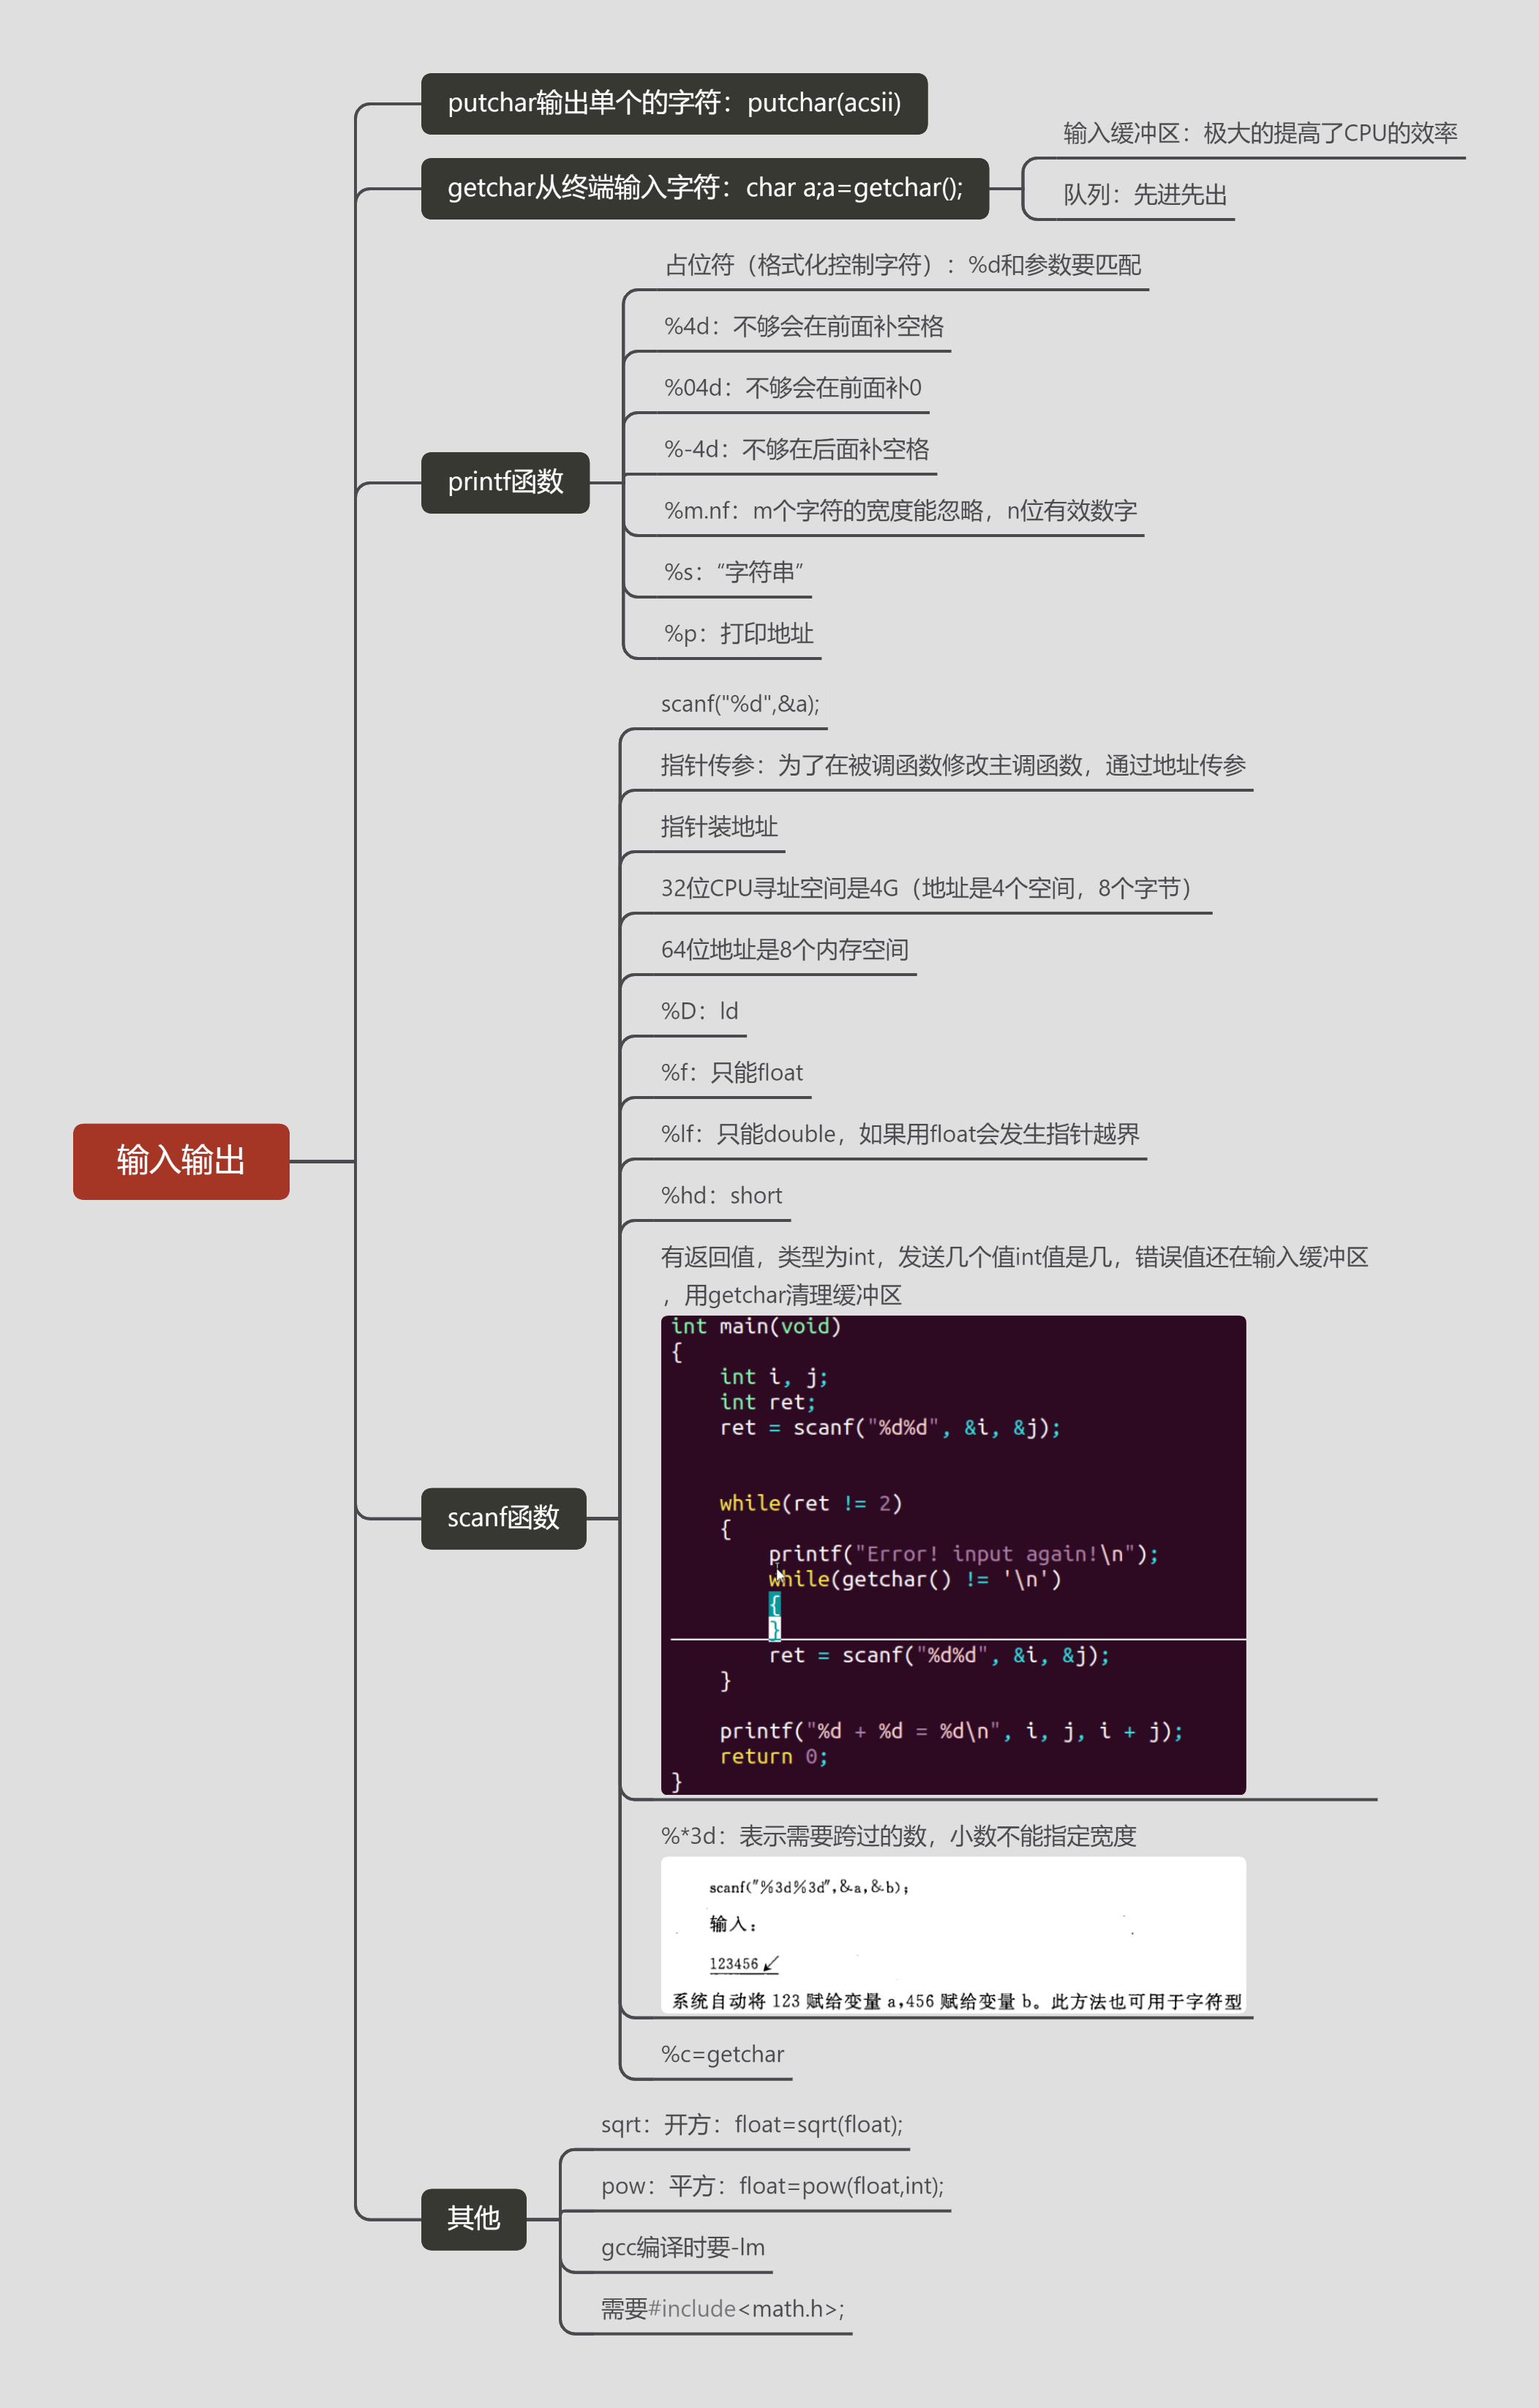 putchar输出单个的字符：putchar(acsii)
getchar从终端输入字符：char a;a=getchar();
输入缓冲区：极大的提高了CPU的效率
队列：先进先出
printf函数
占位符（格式化控制字符）：%d和参数要匹配
%4d：不够会在前面补空格
%04d：不够会在前面补0
%-4d：不够在后面补空格
%m.nf：m个字符的宽度能忽略，n位有效数字
%s：“字符串”
%p：打印地址
输入输出
scanf函数
scanf("%d",&a);
指针传参：为了在被调函数修改主调函数，通过地址传参
指针装地址
32位CPU寻址空间是4G（地址是4个空间，8个字节）
64位地址是8个内存空间
%D：ld
%f：只能float
%lf：只能double，如果用float会发生指针越界
%hd：short
有返回值，类型为int，发送几个值int值是几，错误值还在输入缓冲区
，用getchar清理缓冲区
int main(void)
{
int i, j;
int ret;
ret = scanf("%d%d", &i, &j);
while(ret != 2)
{
printf("Error! input again!\n");
while(getchar() != '\n')
{
}
ret = scanf("%d%d", &i, &j);
}
printf("%d + %d = %d\n", i, j, i + j);
return 0;
}
%*3d：表示需要跨过的数，小数不能指定宽度
scanf("%3d%3d",&a,&b);
输入：
123456↙
系统自动将 123 赋给变量 a,456 赋给变量 b。此方法也可用于字符型
%c=getchar
其他
sqrt：开方：float=sqrt(float);
pow：平方：float=pow(float,int);
gcc编译时要-lm
需要#include<math.h>;